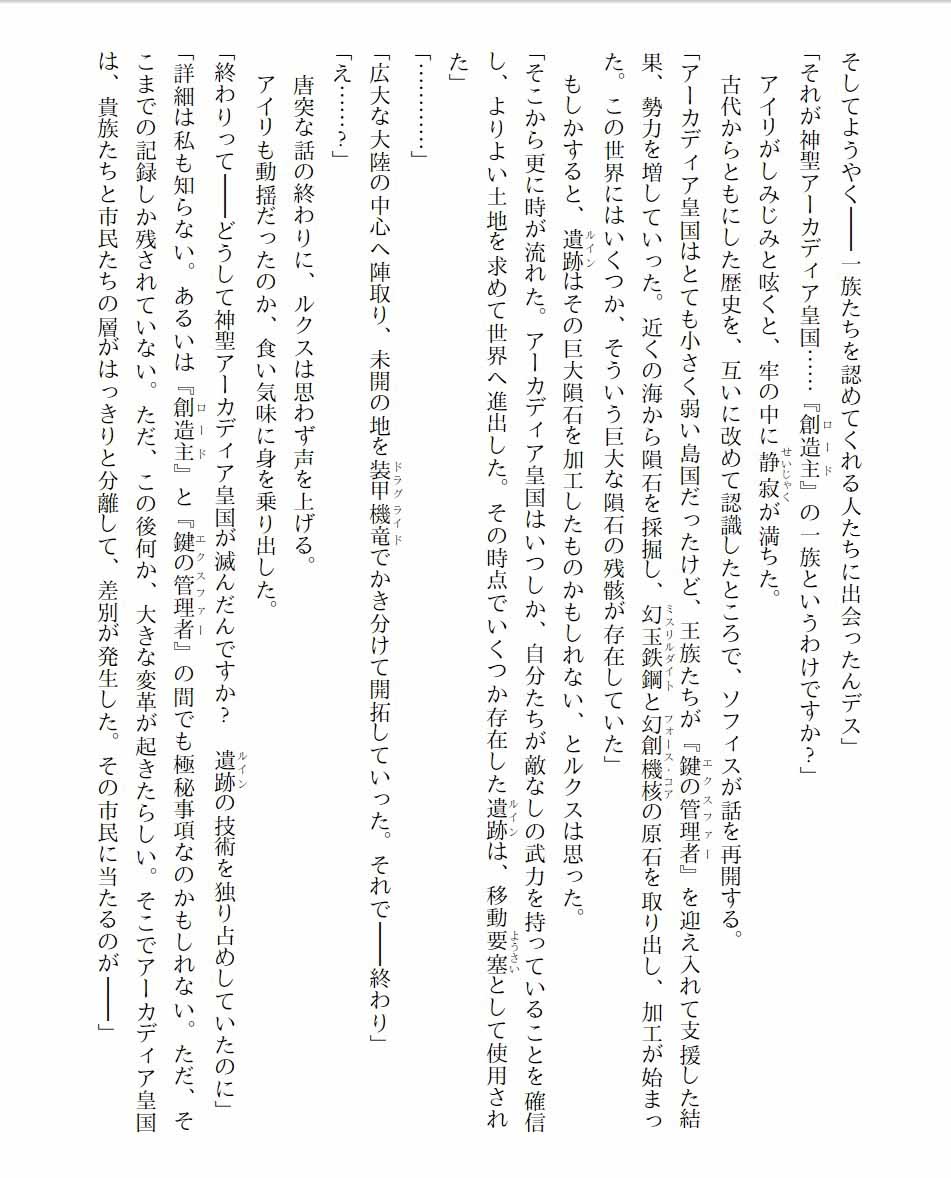 そしてようやく――一族たちを認めてくれる人たちに出会ったんデス」
「それが神聖アーカディア皇国……『創造主』の一族というわけですか?」
アイリがしみじみと呟くと、牢の中に静寂が満ちた。
古代からともにした歴史を、互いに改めて認識したところで、ソフィスが話を再開する。
「アーカディア皇国はとても小さく弱い島国だったけど、王族たちが『鍵の管理者』を迎え入れて支援した結
果、勢力を増していった。近くの海から隕石を採掘し、幻玉鉄鋼と幻創機核の原石を取り出し、加工が始まっ
た。この世界にはいくつか、そういう巨大な隕石の残骸が存在していた」
もしかすると、遺跡はその巨大隕石を加工したものかもしれない、とルクスは思った。
「そこから更に時が流れた。アーカディア皇国はいつしか、自分たちが敵なしの武力を持っていることを確信
し、よりよい土地を求めて世界へ進出した。その時点でいくつか存在した遺跡は、移動要塞として使用され
た」
「…………」
「広大な大陸の中心へ陣取り、未開の地を装甲機竜でかき分けて開拓していった。それで――終わり」
「え……?」
唐突な話の終わりに、ルクスは思わず声を上げる。
アイリも動揺だったのか、食い気味に身を乗り出した。
「終わりって――どうして神聖アーカディア皇国が滅んだんですか? 遺跡の技術を独り占めしていたのに」
「詳細は私も知らない。あるいは『創造主』と『鍵の管理者』の間でも極秘事項なのかもしれない。ただ、そ
こまでの記録しか残されていない。ただ、この後何か、大きな変革が起きたらしい。そこでアーカディア皇国
は、貴族たちと市民たちの層がはっきりと分離して、差別が発生した。その市民に当たるのが――」